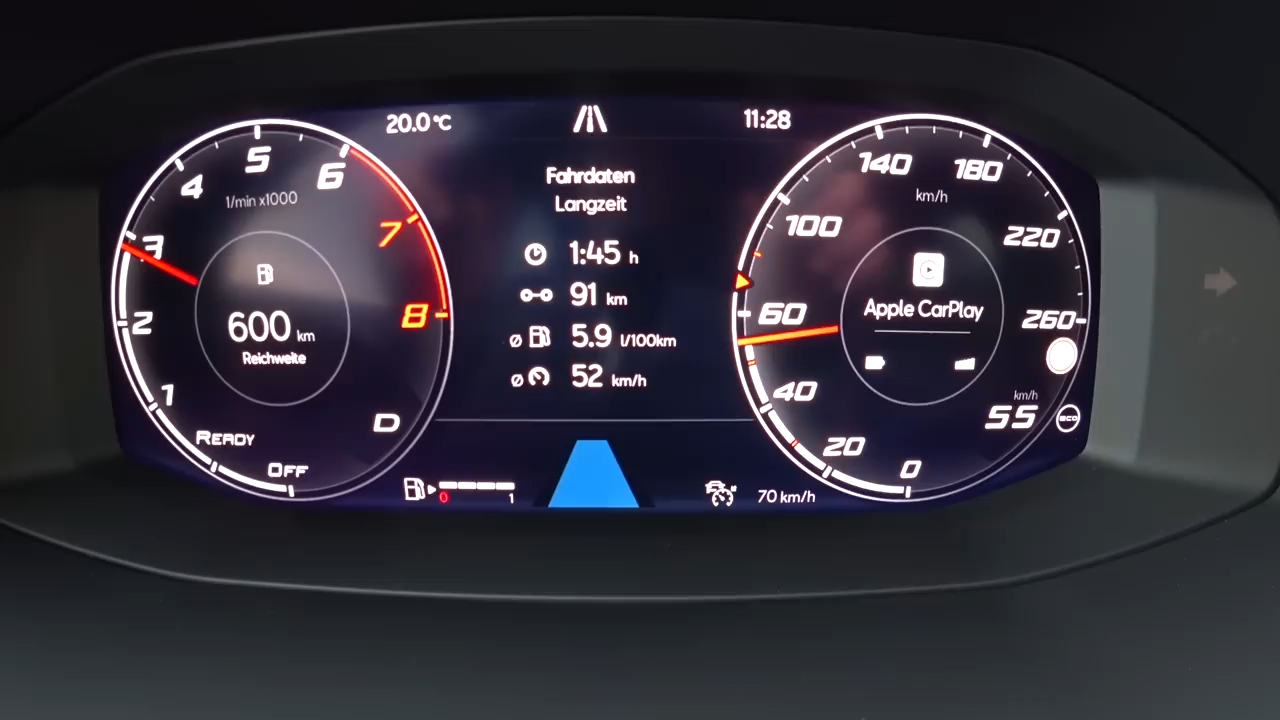 20.0 °C
11:28
Fahrdaten
Langzeit
1:45 h
91 km
ø 5.9 l/100km
ø 52 km/h
1/min x1000
OFF
READY
1
2
3
4
5
6
7
8
600 km
Reichweite
D
0 1
70 km/h
km/h
0
20
40
60
100
140
180
220
260
Apple CarPlay
km/h
55
ECO